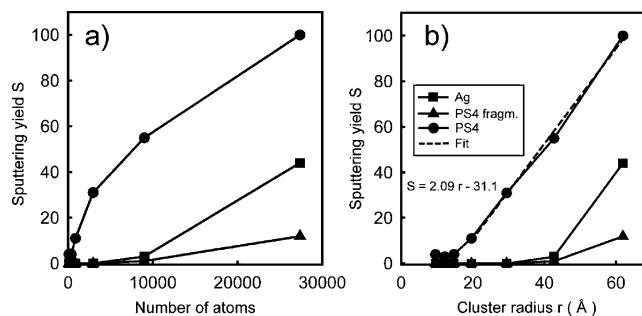 a)
100
80
60
40
20
0
Sputtering yield S
0
10000
20000
30000
Number of atoms
b)
100
80
60
40
20
0
Sputtering yield S
Ag
PS4 fragm.
PS4
Fit
S = 2.09 r - 31.1
0
20
40
60
Cluster radius r ( Å )